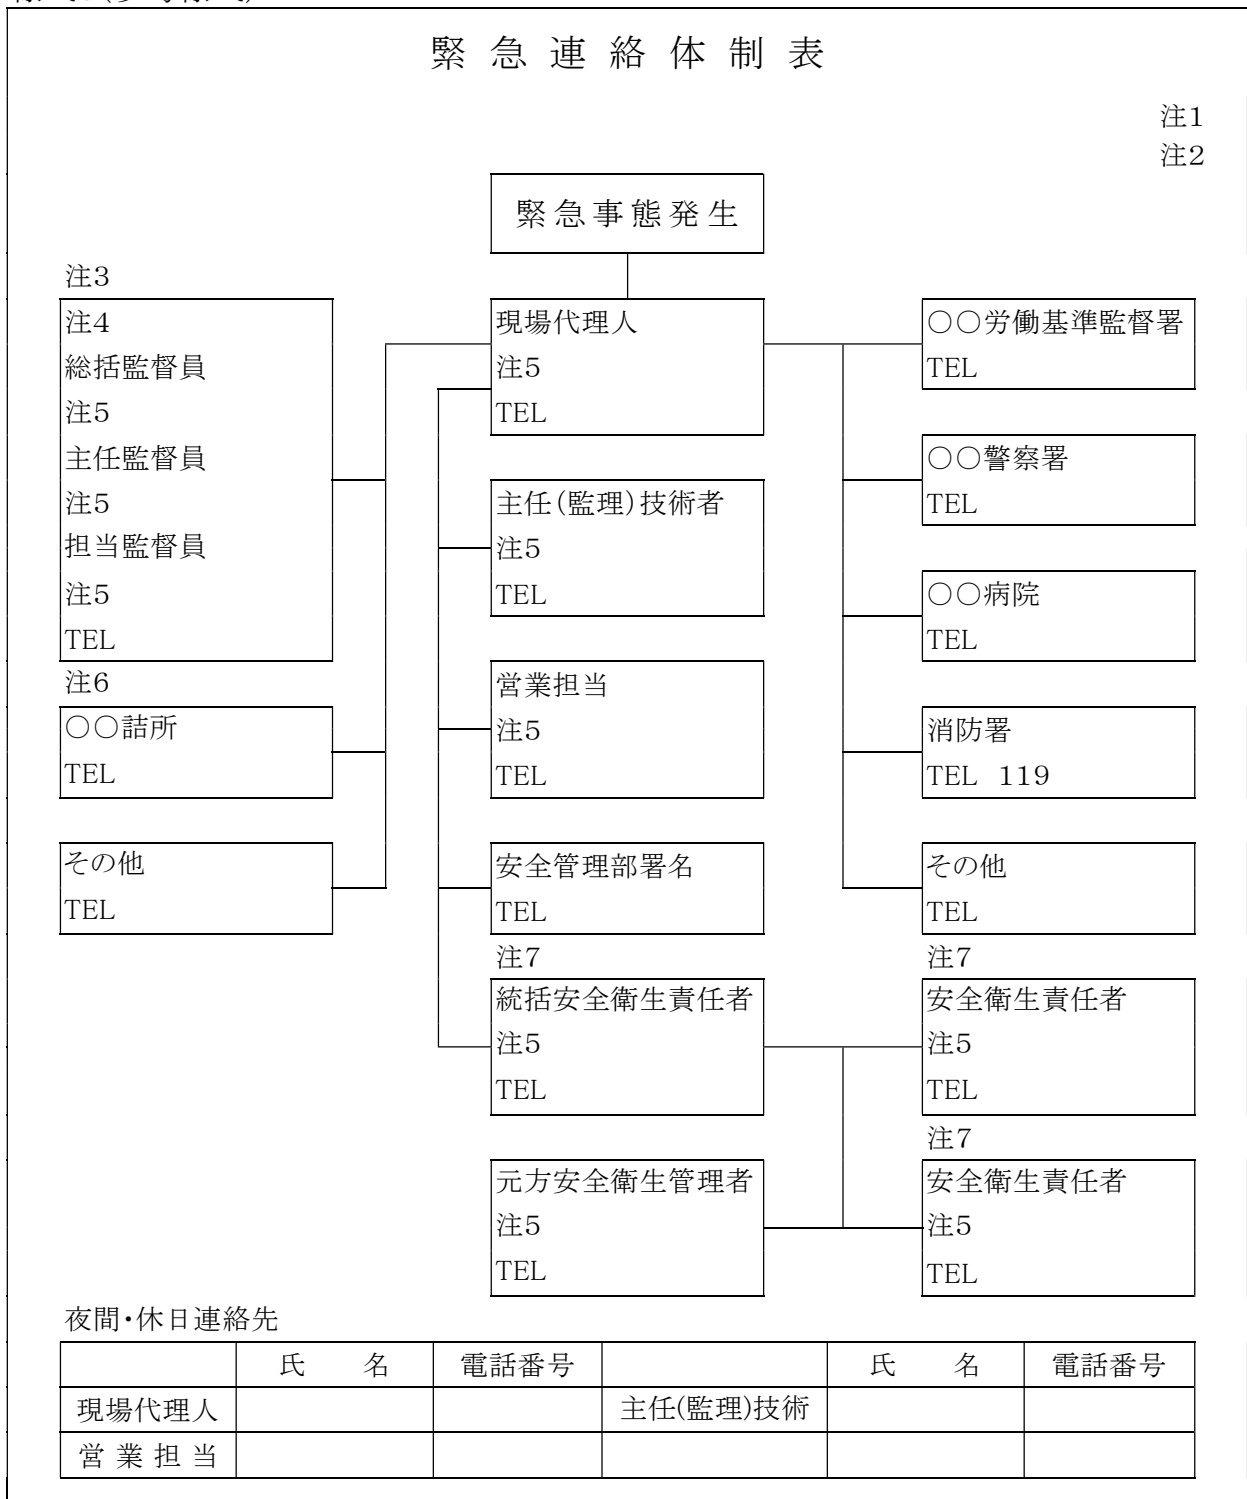 緊急連絡体制表
注1
注2
緊急事態発生
注3
注4
総括監督員
注5
主任監督員
注5
担当監督員
注5
TEL
注6
○○詰所
TEL
その他
TEL
現場代理人
注5
TEL
主任(監理)技術者
注5
TEL
営業担当
注5
TEL
安全管理部署名
TEL
注7
統括安全衛生責任者
注5
TEL
元方安全衛生管理者
注5
TEL
○○労働基準監督署
TEL
○○警察署
TEL
○○病院
TEL
消防署
TEL 119
その他
TEL
注7
安全衛生責任者
注5
TEL
注7
安全衛生責任者
注5
TEL
夜間・休日連絡先
氏 名 電話番号 氏 名 電話番号
現場代理人 主任(監理)技術
営業担当